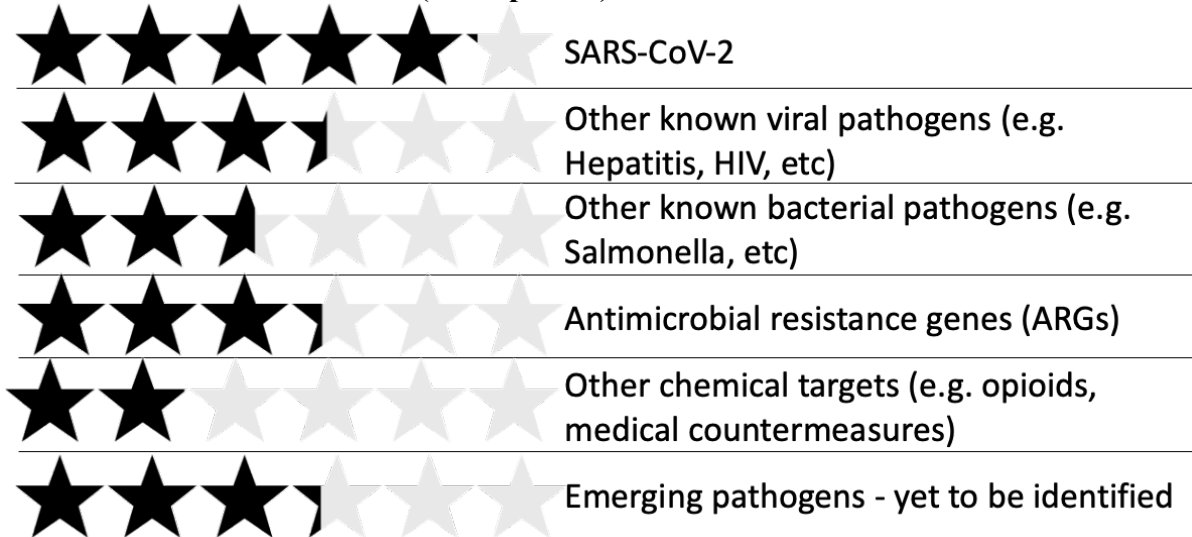 SARS-CoV-2
Other known viral pathogens (e.g.
Hepatitis, HIV, etc)
Other known bacterial pathogens (e.g.
Salmonella, etc)
Antimicrobial resistance genes (ARGs)
Other chemical targets (e.g. opioids,
medical countermeasures)
Emerging pathogens - yet to be identified